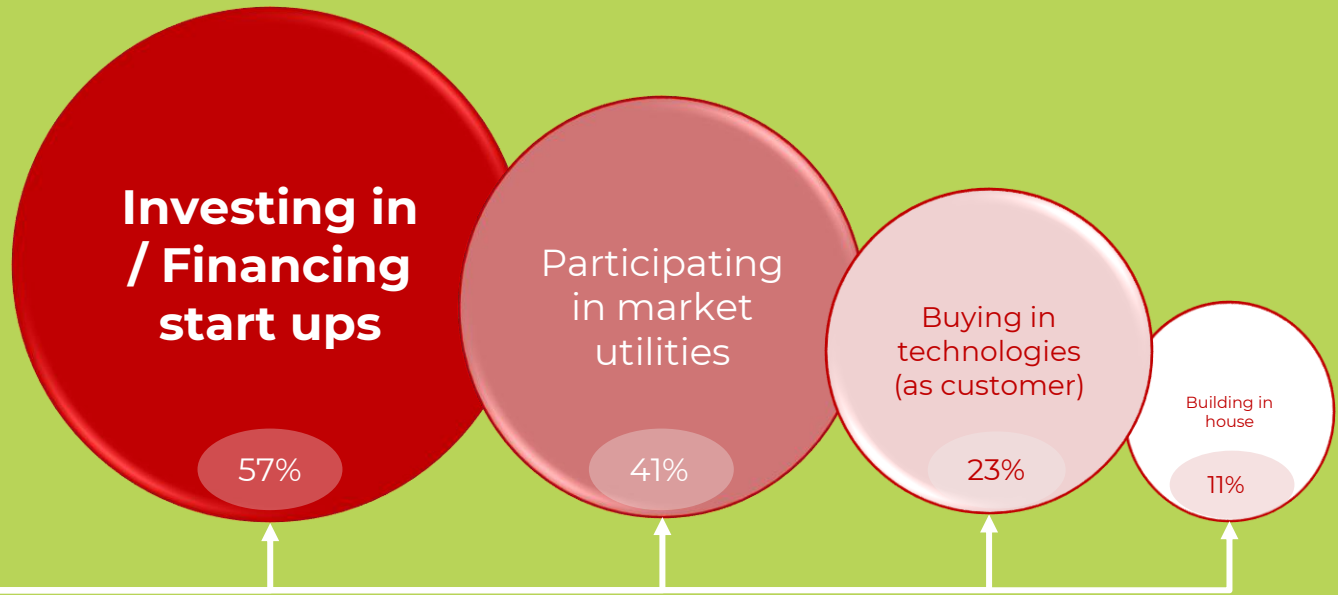 Investing in
/ Financing
start ups
57%
Participating
in market
utilities
41%
Buying in
technologies
(as customer)
23%
Building in
house
11%